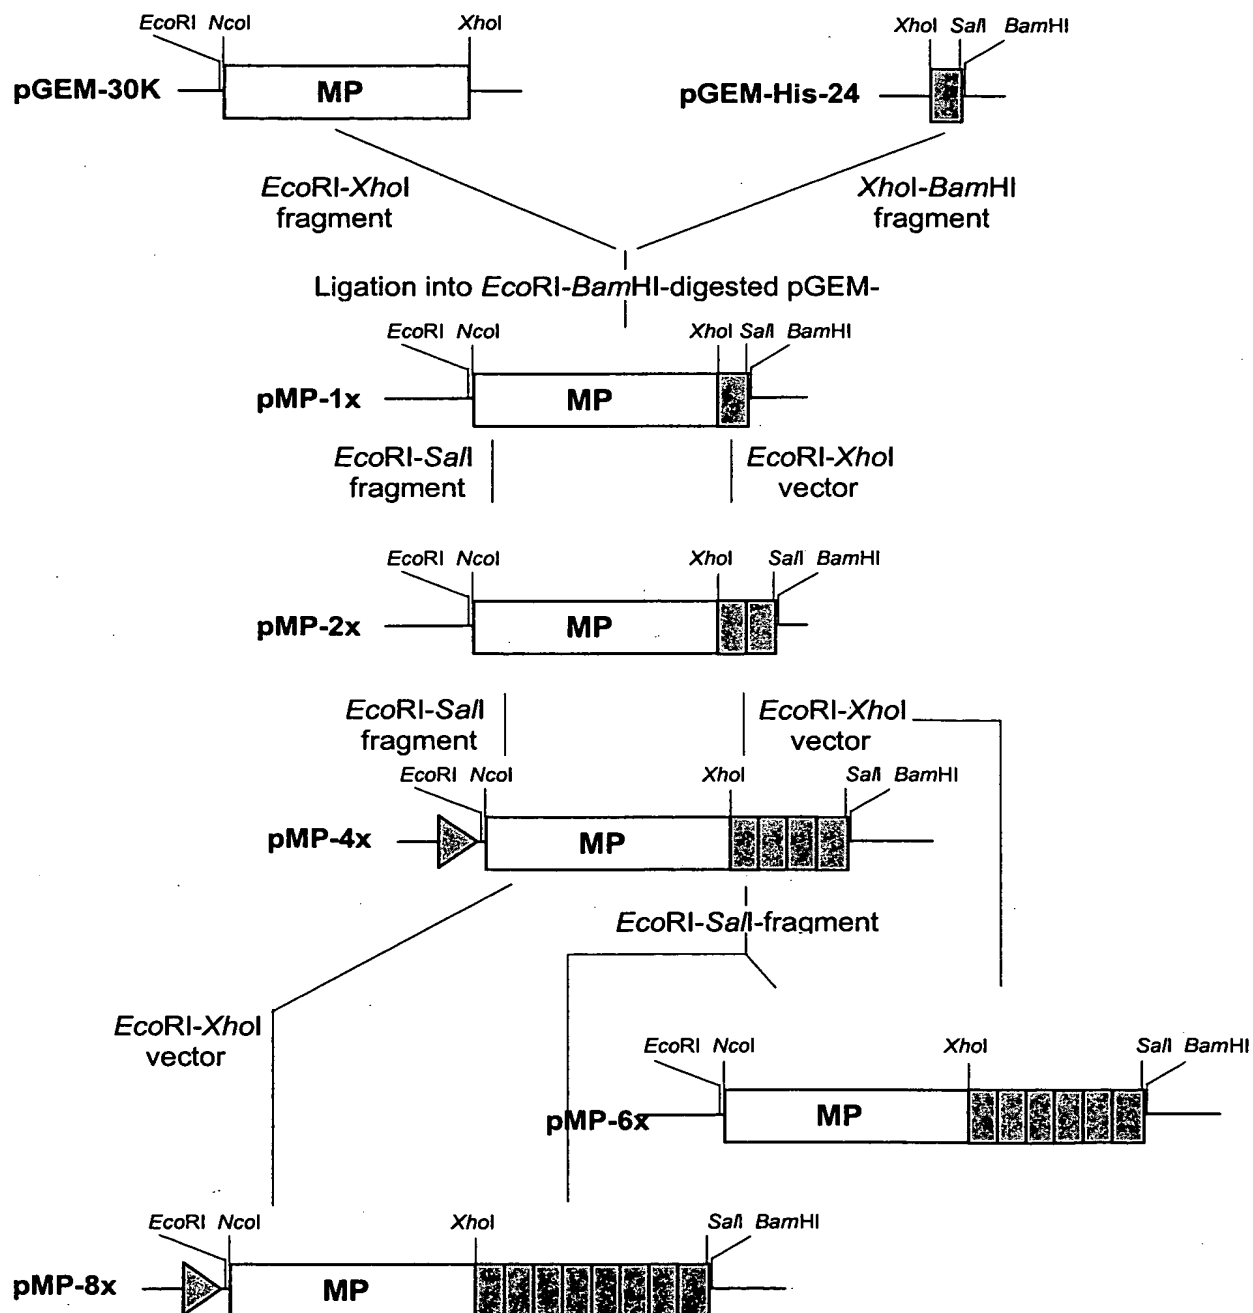 EcoRI NcoI XhoI
XhoI SalI BamHI
pGEM-30K MP
pGEM-His-24
EcoRI-XhoI
fragment
XhoI-BamHI
fragment
Ligation into EcoRI-BamHI-digested pGEM-
EcoRI NcoI XhoI SalI BamHI
pMP-1x MP
EcoRI-SalI
fragment
EcoRI-XhoI
vector
EcoRI NcoI XhoI SalI BamHI
pMP-2x MP
EcoRI-SalI
fragment
EcoRI-XhoI
vector
EcoRI NcoI XhoI SalI BamHI
pMP-4x MP
EcoRI-SalI-fragment
EcoRI-XhoI
vector
EcoRI NcoI XhoI SalI BamHI
pMP-6x MP
EcoRI NcoI XhoI SalI BamHI
pMP-8x MP